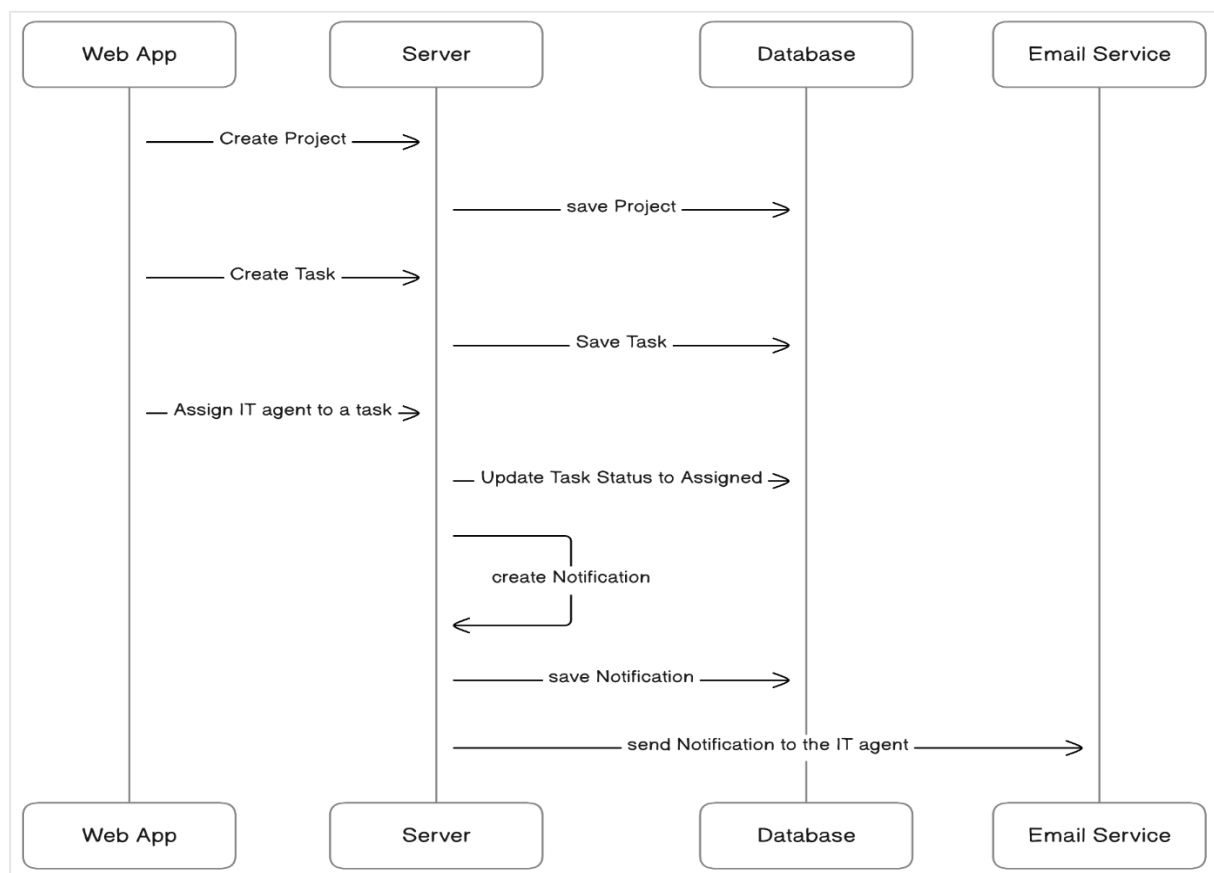 Web App
Server
Database
Email Service
Create Project
save Project
Create Task
Save Task
Assign IT agent to a task
Update Task Status to Assigned
create Notification
save Notification
send Notification to the IT agent
Web App
Server
Database
Email Service